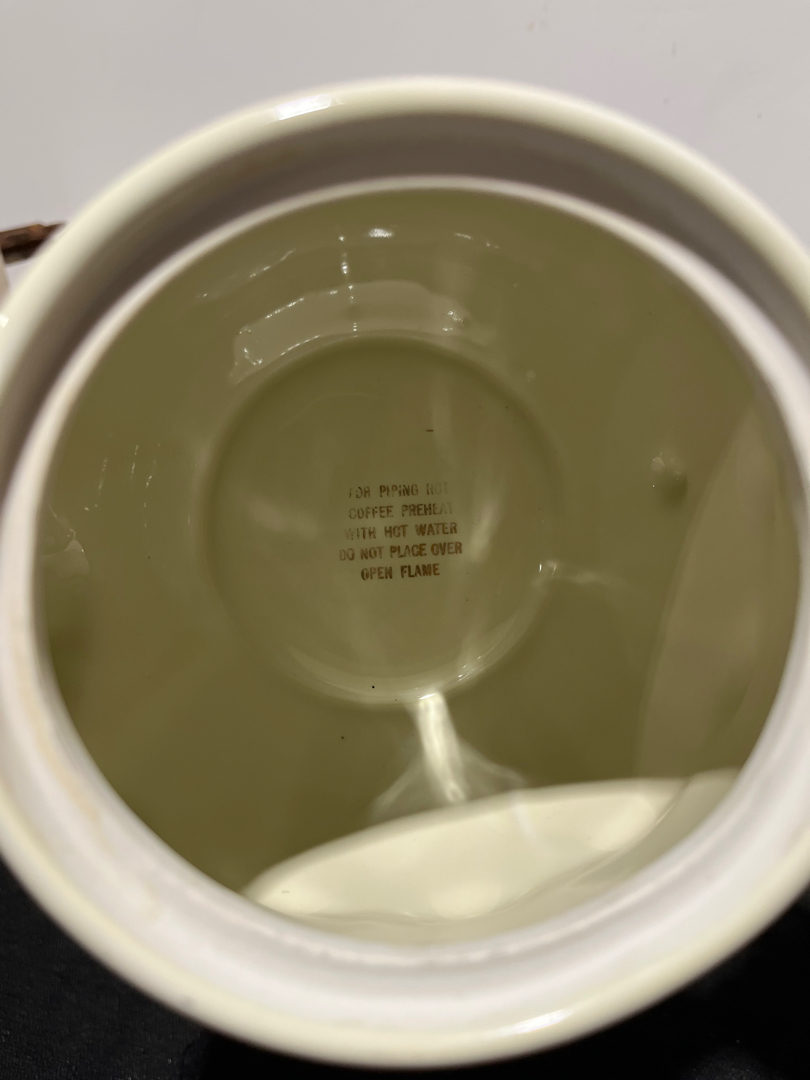 FOR PIPING HOT
COFFEE PREHEAT
WITH HOT WATER
DO NOT PLACE OVER
OPEN FLAME